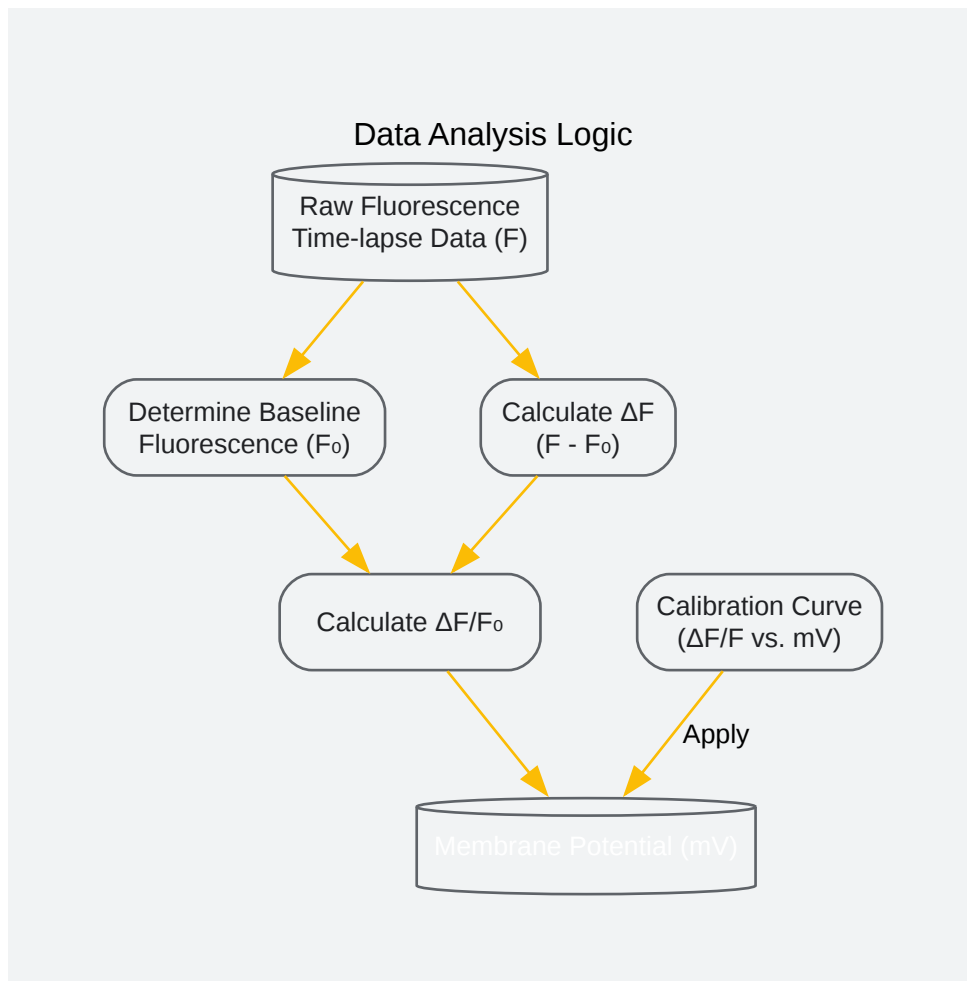 Data Analysis Logic
Raw Fluorescence
Time-lapse Data (F)
Determine Baseline
Fluorescence (F₀)
Calculate ΔF
(F - F₀)
Calculate ΔF/F₀
Calibration Curve
(ΔF/F vs. mV)
Apply
Membrane Potential (mV)